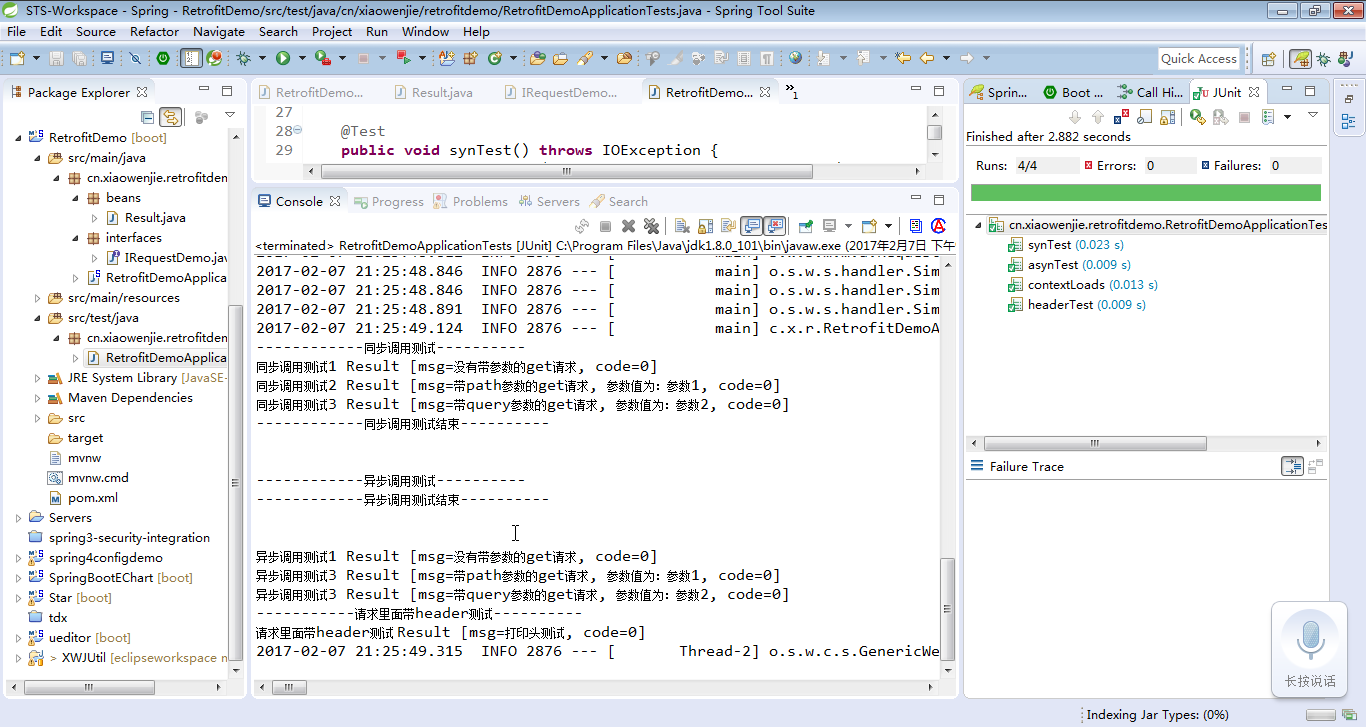 STS-Workspace - Spring - RetrofitDemo/src/test/java/cn/xiaowenjie/retrofitdemo/RetrofitDemoApplicationTests.java - Spring Tool Suite
File Edit Source Refactor Navigate Search Project Run Window Help
Quick Access
Package Explorer
RetrofitDemo [boot]
src/main/java
cn.xiaowenjie.retrofitden
beans
Result.java
interfaces
IRequestDemo.jav
RetrofitDemoApplica
src/main/resources
src/test/java
cn.xiaowenjie.retrofitden
RetrofitDemoApplica
JRE System Library [JavaSE-
Maven Dependencies
src
target
mvnw
mvnw.cmd
pom.xml
Servers
spring3-security-integration
spring4configdemo
SpringBootEChart [boot]
Star [boot]
tdx
ueditor [boot]
> XWJUtil [eclipseworkspace n
RetrofitDemo... Result.java IRequestDemo... RetrofitDemo... »1
27
28 @Test
29 public void synTest() throws IOException {
Console Progress Problems Servers Search
<terminated> RetrofitDemoApplicationTests [JUnit] C:\Program Files\Java\jdk1.8.0_101\bin\javaw.exe (2017年2月7日 下午
2017-02-07 21:25:48.846 INFO 2876 --- [ main] o.s.w.s.handler.Sim
2017-02-07 21:25:48.846 INFO 2876 --- [ main] o.s.w.s.handler.Sim
2017-02-07 21:25:48.891 INFO 2876 --- [ main] o.s.w.s.handler.Sim
2017-02-07 21:25:49.124 INFO 2876 --- [ main] c.x.r.RetrofitDemoA
------------同步调用测试----------
同步调用测试1 Result [msg=没有带参数的get请求, code=0]
同步调用测试2 Result [msg=带path参数的get请求, 参数值为：参数1, code=0]
同步调用测试3 Result [msg=带query参数的get请求, 参数值为：参数2, code=0]
------------同步调用测试结束----------
------------异步调用测试----------
------------异步调用测试结束----------
异步调用测试1 Result [msg=没有带参数的get请求, code=0]
异步调用测试3 Result [msg=带path参数的get请求, 参数值为：参数1, code=0]
异步调用测试3 Result [msg=带query参数的get请求, 参数值为：参数2, code=0]
-----------请求里面带header测试----------
请求里面带header测试 Result [msg=打印头测试, code=0]
2017-02-07 21:25:49.315 INFO 2876 --- [ Thread-2] o.s.w.c.s.GenericWe
Sprin... Boot ... Call Hi... JUnit
Finished after 2.882 seconds
Runs: 4/4 Errors: 0 Failures: 0
cn.xiaowenjie.retrofitdemo.RetrofitDemoApplicationTes
synTest (0.023 s)
asynTest (0.009 s)
contextLoads (0.013 s)
headerTest (0.009 s)
Failure Trace
长按说话
Indexing Jar Types: (0%)